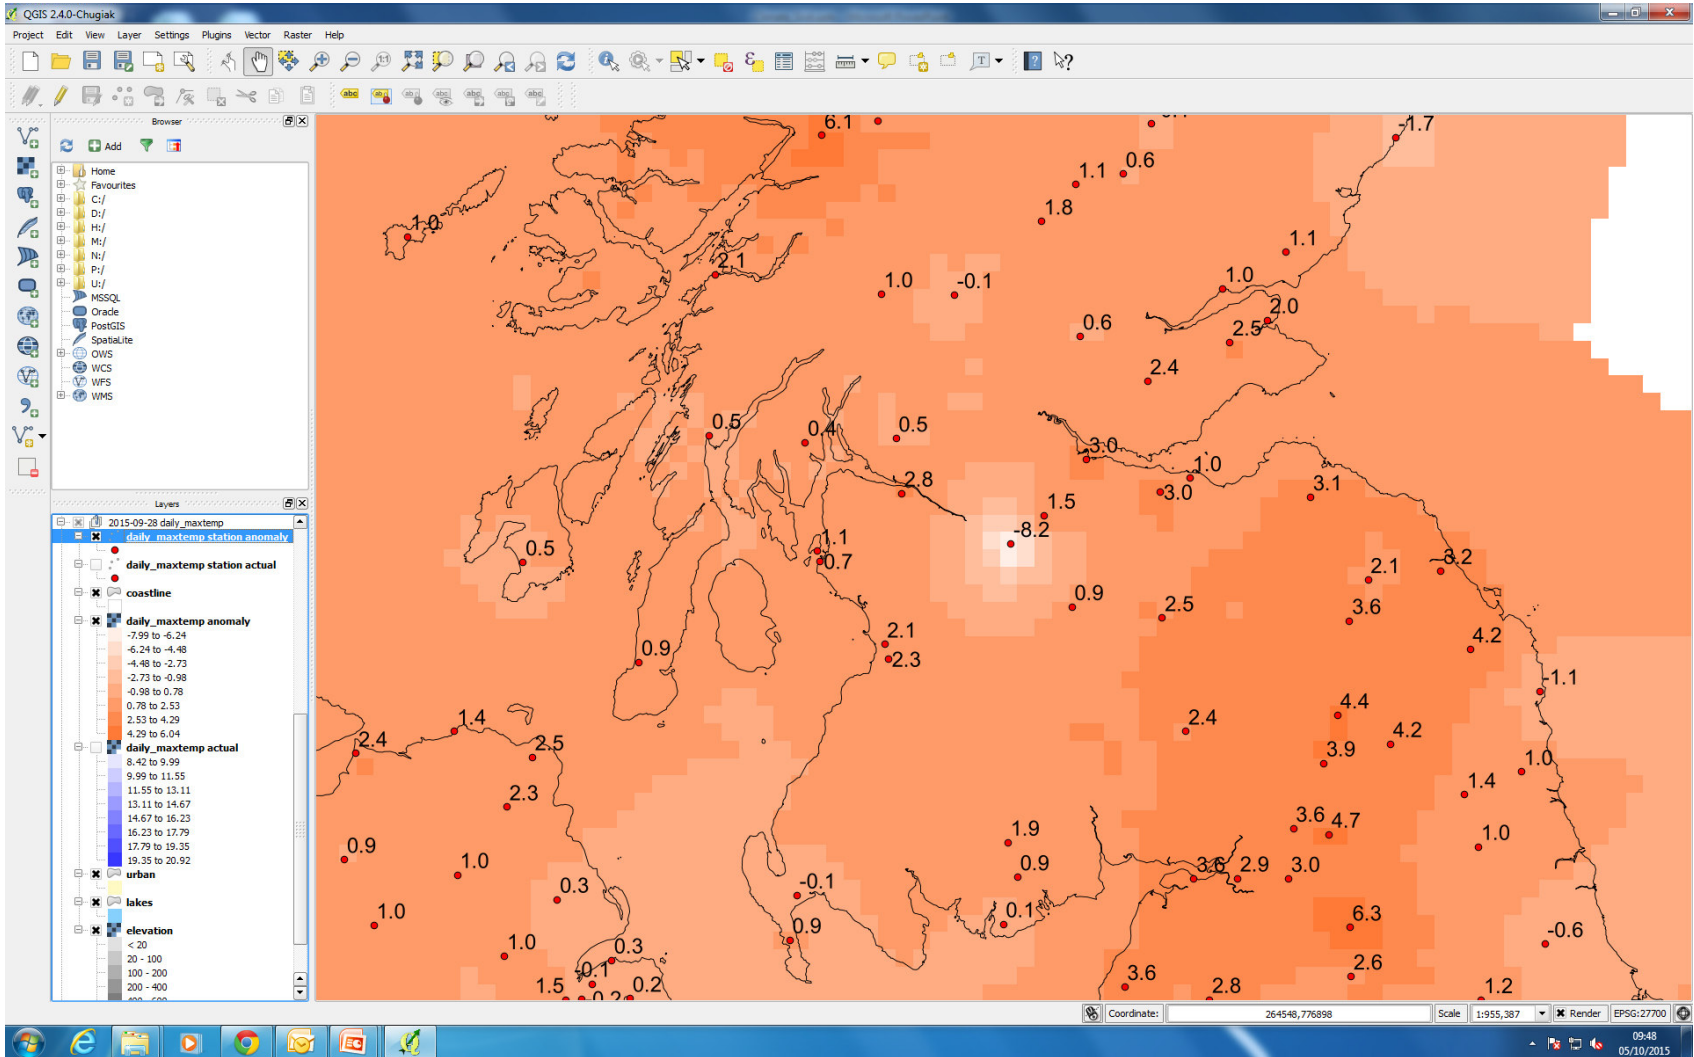 QGIS 2.4.0-Chugiak
Project Edit View Layer Settings Plugins Vector Raster Help
Browser
Add
Home
Favourites
C:/
D:/
H:/
M:/
N:/
P:/
U:/
MSSQL
Oracle
PostGIS
SpatiaLite
OWS
WCS
WFS
WMS
Layers
2015-09-28 daily_maxtemp
daily_maxtemp station anomaly
daily_maxtemp station actual
coastline
daily_maxtemp anomaly
-7.99 to -6.24
-6.24 to -4.48
-4.48 to -2.73
-2.73 to -0.98
-0.98 to 0.78
0.78 to 2.53
2.53 to 4.29
4.29 to 6.04
daily_maxtemp actual
8.42 to 9.99
9.99 to 11.55
11.55 to 13.11
13.11 to 14.67
14.67 to 16.23
16.23 to 17.79
17.79 to 19.35
19.35 to 20.92
urban
lakes
elevation
< 20
20 - 100
100 - 200
200 - 400
6.1 -1.7
1.1 0.6
1.0 1.8
2.1 1.1
1.0 -0.1 1.0
0.6 2.5 2.0
2.4
0.5 0.4 0.5
3.0
2.8 3.0 1.0 3.1
1.5
0.5 1.1 -8.2
0.7 2.1 3.2
0.9 2.5 3.6
0.9 2.1 4.2
2.3
-1.1
2.4 1.4 2.4 4.4
2.5 3.9 4.2
1.0
2.3 1.4
0.9 1.9 3.6 4.7 1.0
1.0 0.9 3.6 2.9 3.0
0.3 -0.1
1.0 0.9 0.1 6.3
1.0 0.3 -0.6
-0.1 2.6
1.5 0.2 0.2 3.6 2.8 1.2
Coordinate: 264548,776898 Scale 1:955,387 Render EPSG:27700
09:48
05/10/2015